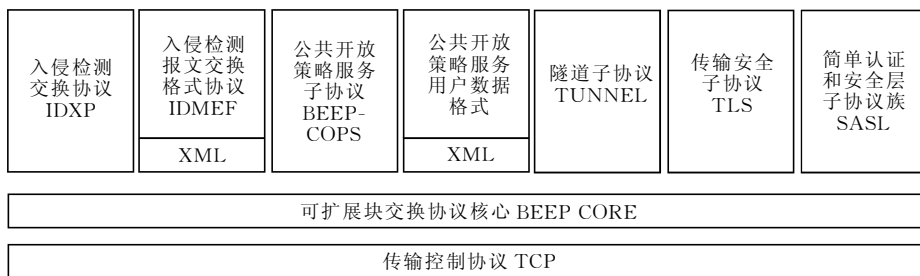 入侵检测
交换协议
IDXP
入侵检测
报文交换
格式协议
IDMEF
XML
公共开放
策略服务
子协议
BEEP-
COPS
公共开放
策略服务
用户数据
格式
XML
隧道子协议
TUNNEL
传输安全
子协议
TLS
简单认证
和安全层
子协议族
SASL
可扩展块交换协议核心 BEEP CORE
传输控制协议 TCP